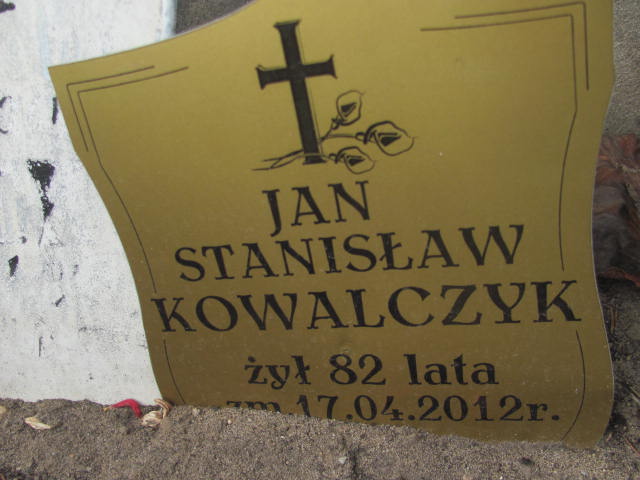 JAN
STANISŁAW
KOWALCZYK
żył 82 lata
zm.17.04.2012r.